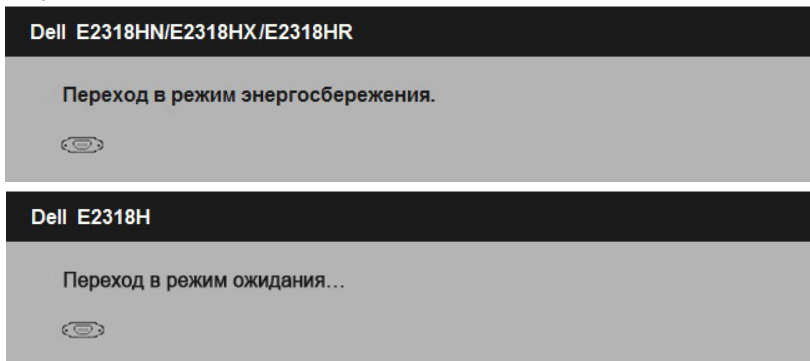 Dell E2318HN/E2318HX/E2318HR
Переход в режим энергосбережения.
Dell E2318H
Переход в режим ожидания...